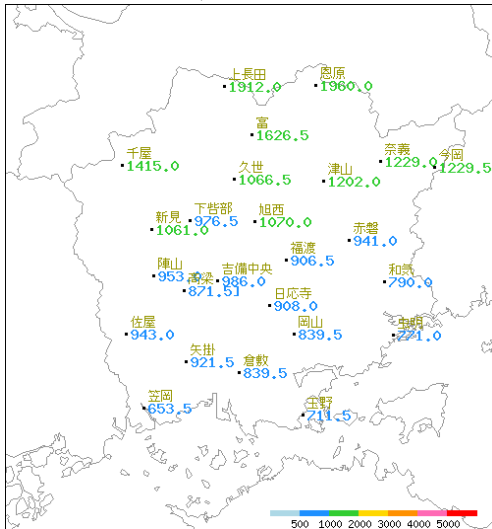 上長田
1912.0
恩原
1960.0
富
1626.5
千屋
1415.0
久世
1066.5
津山
1202.0
奈義
1229.0
今岡
1229.5
新見
1061.0
下呰部
976.5
旭西
1070.0
赤磐
941.0
福渡
906.5
陣山
953.0
高梁
871.5]
吉備中央
986.0
和気
790.0
日応寺
908.0
佐屋
943.0
岡山
839.5
虫明
771.0
矢掛
921.5
倉敷
839.5
笠岡
653.5
玉野
711.5
500 1000 2000 3000 4000 5000